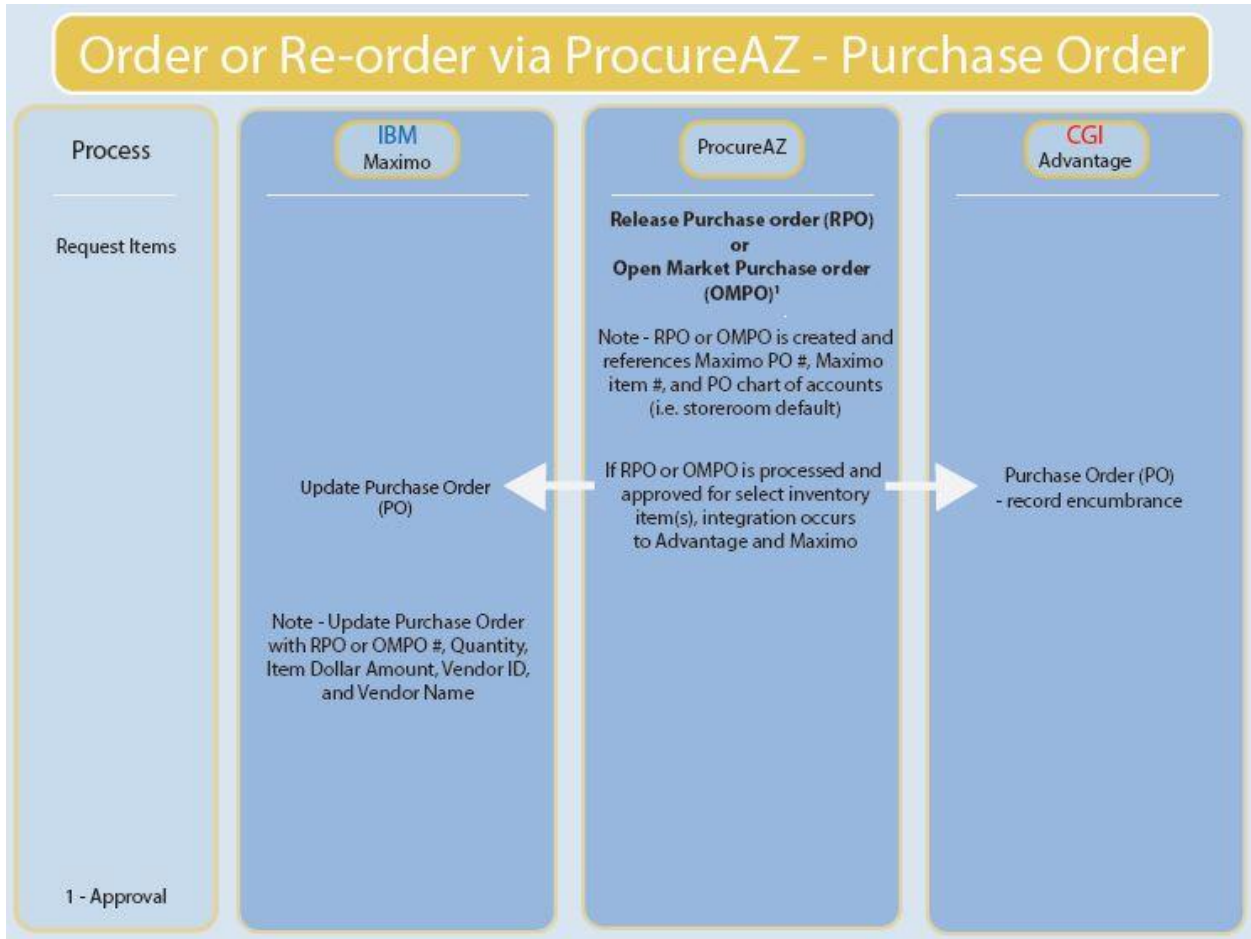 Order or Re-order via ProcureAZ - Purchase Order
Process
Request Items
1 - Approval
IBM
Maximo
Update Purchase Order
(PO)
Note - Update Purchase Order
with RPO or OMPO #, Quantity,
Item Dollar Amount, Vendor ID,
and Vendor Name
ProcureAZ
Release Purchase order (RPO)
or
Open Market Purchase order
(OMPO)¹
Note - RPO or OMPO is created and
references Maximo PO #, Maximo
item #, and PO chart of accounts
(i.e. storeroom default)
If RPO or OMPO is processed and
approved for select inventory
item(s), integration occurs
to Advantage and Maximo
CGI
Advantage
Purchase Order (PO)
- record encumbrance